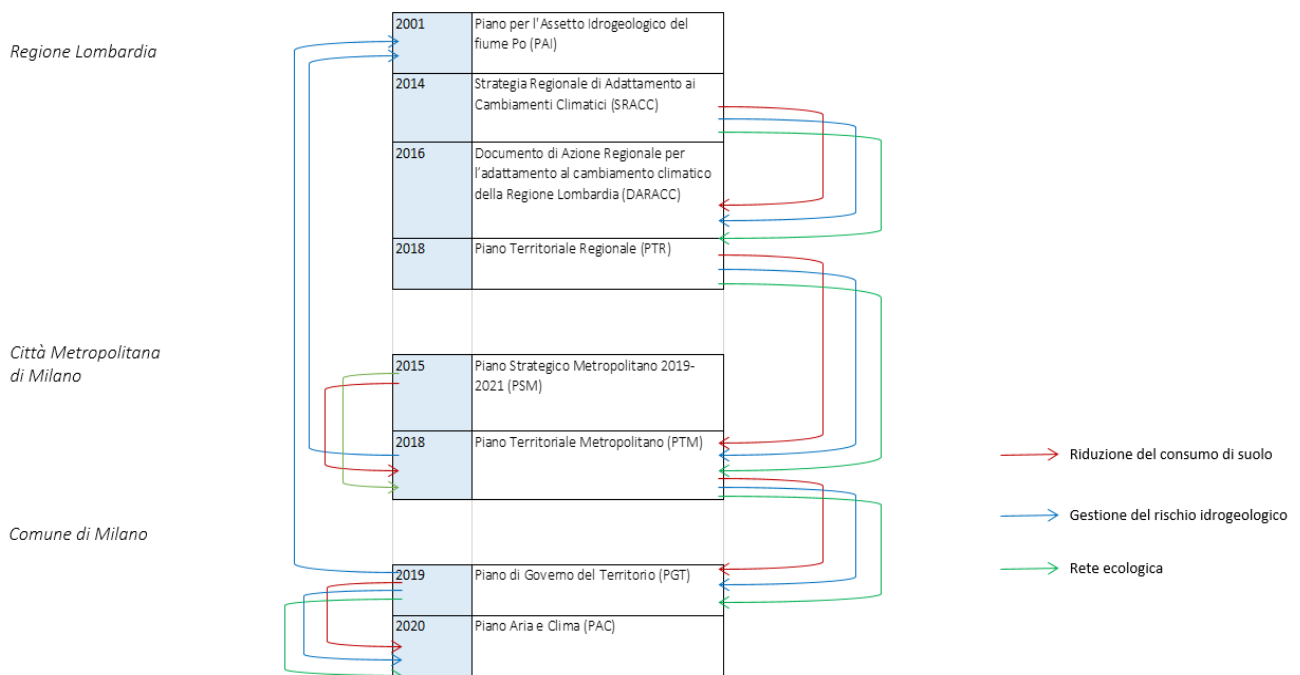 Regione Lombardia
2001
Piano per l'Assetto Idrogeologico del
fiume Po (PAI)
2014
Strategia Regionale di Adattamento ai
Cambiamenti Climatici (SRACC)
2016
Documento di Azione Regionale per
l’adattamento al cambiamento climatico
della Regione Lombardia (DARACC)
2018
Piano Territoriale Regionale (PTR)
Città Metropolitana
di Milano
2015
Piano Strategico Metropolitano 2019-
2021 (PSM)
2018
Piano Territoriale Metropolitano (PTM)
Comune di Milano
2019
Piano di Governo del Territorio (PGT)
2020
Piano Aria e Clima (PAC)
Riduzione del consumo di suolo
Gestione del rischio idrogeologico
Rete ecologica